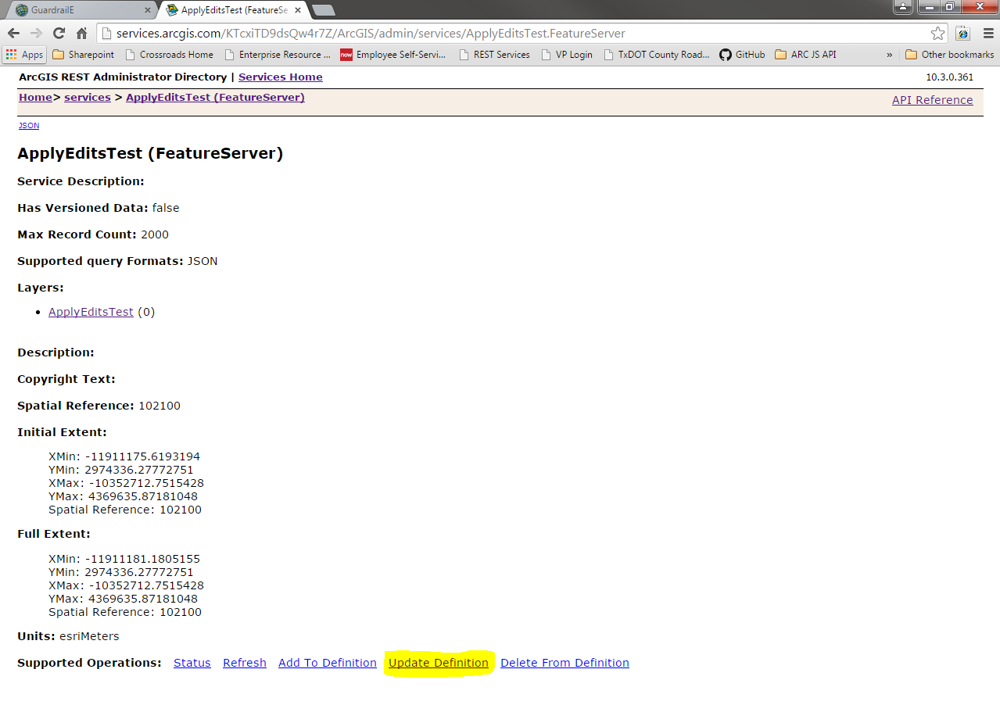 GuardrailE
ApplyEditsTest (FeatureSe
services.arcgis.com/KTcxiTD9dsQw4r7Z/ArcGIS/admin/services/ApplyEditsTest.FeatureServer
Apps Sharepoint Crossroads Home Enterprise Resource ... now Employee Self-Servi... REST Services VP Login TxDOT County Road... GitHub ARC JS API » Other bookmarks
ArcGIS REST Administrator Directory | Services Home 10.3.0.361
Home> services > ApplyEditsTest (FeatureServer) API Reference
JSON
ApplyEditsTest (FeatureServer)
Service Description:
Has Versioned Data: false
Max Record Count: 2000
Supported query Formats: JSON
Layers:
• ApplyEditsTest (0)
Description:
Copyright Text:
Spatial Reference: 102100
Initial Extent:
XMin: -11911175.6193194
YMin: 2974336.27772751
XMax: -10352712.7515428
YMax: 4369635.87181048
Spatial Reference: 102100
Full Extent:
XMin: -11911181.1805155
YMin: 2974336.27772751
XMax: -10352712.7515428
YMax: 4369635.87181048
Spatial Reference: 102100
Units: esriMeters
Supported Operations: Status Refresh Add To Definition Update Definition Delete From Definition